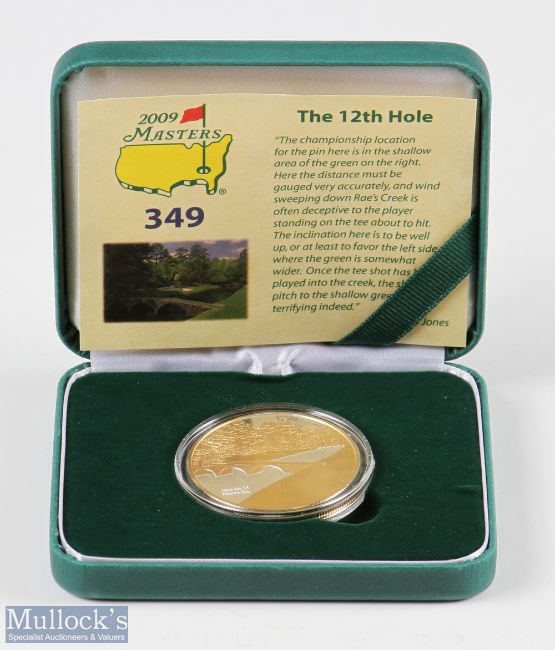 2009
MASTERS
®
349
The 12th Hole
"The championship location
for the pin here is in the shallow
area of the green on the right.
Here the distance must be
gauged very accurately, and wind
sweeping down Rae's Creek is
often deceptive to the player
standing on the tee about to hit.
The inclination here is to be well
up, or at least to favor the left side
where the green is somewhat
wider. Once the tee shot has
played into the creek, the
pitch to the shallow
terrifying indeed."
Jones
Mullock's
Specialist Auctioneers & Valuers